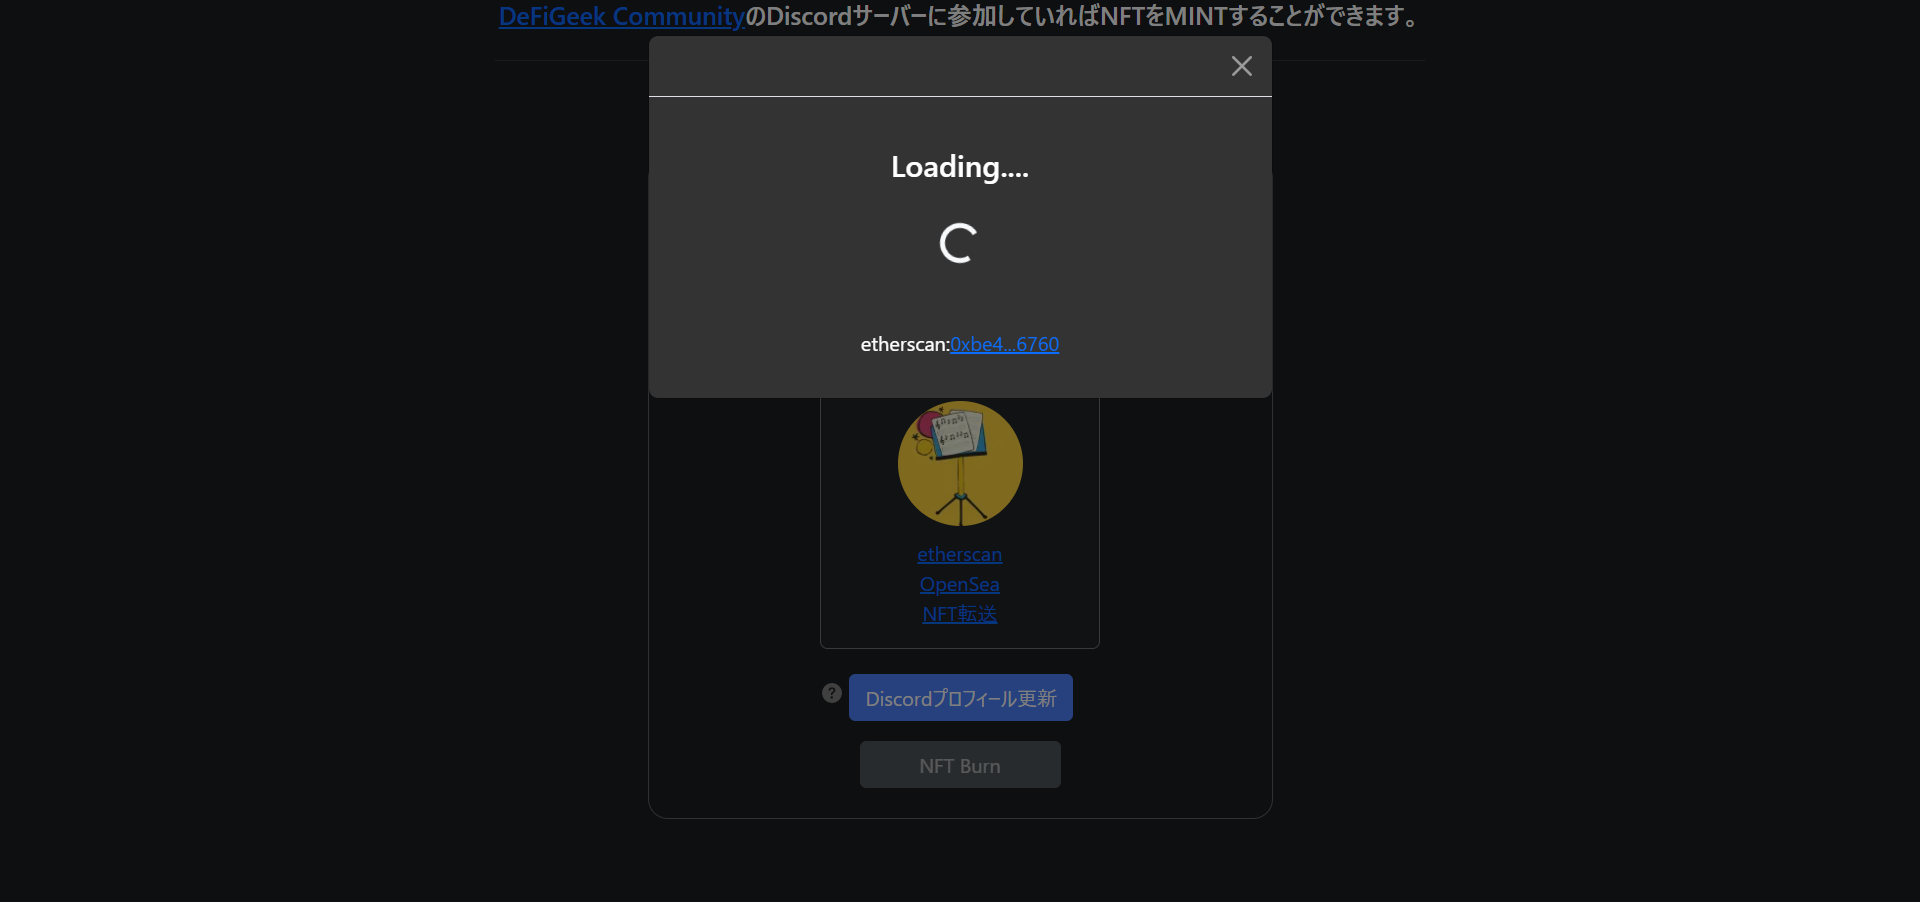 DeFiGeek CommunityのDiscordサーバーに参加していればNFTをMINTすることができます。
Loading....
etherscan:0xbe4...6760
etherscan
OpenSea
NFT転送
? Discordプロフィール更新
NFT Burn